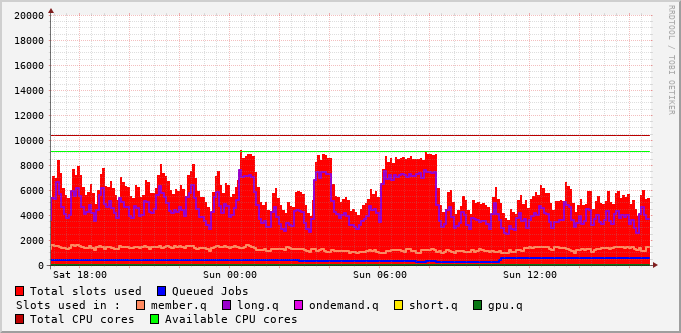 20000
18000
16000
14000
12000
10000
8000
6000
4000
2000
0
Sat 18:00 Sun 00:00 Sun 06:00 Sun 12:00
RRDTOOL / TOBI OETIKER
Total slots used Queued Jobs
Slots used in : member.q long.q ondemand.q short.q gpu.q
Total CPU cores Available CPU cores